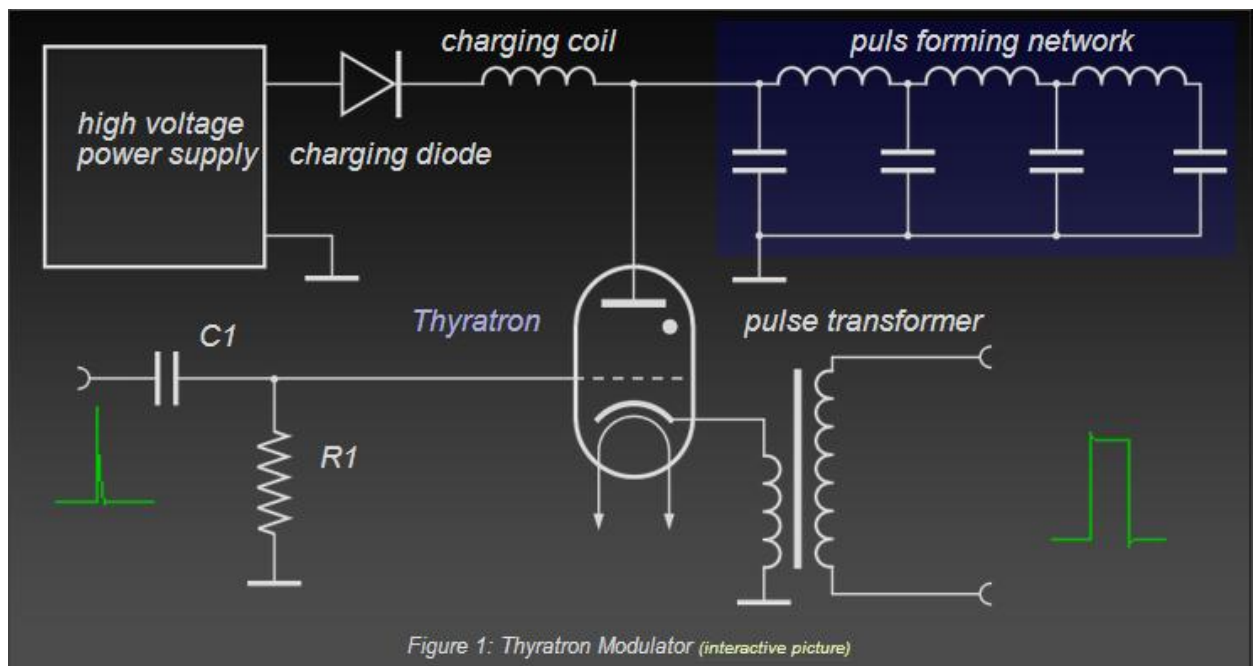 charging coil
puls forming network
high voltage
power supply
charging diode
Thyratron
pulse transformer
C1
R1
Figure 1: Thyratron Modulator (interactive picture)